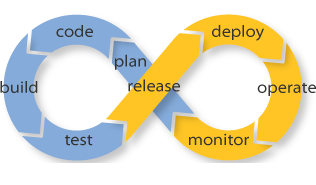 code
deploy
plan
build
release
operate
test
monitor